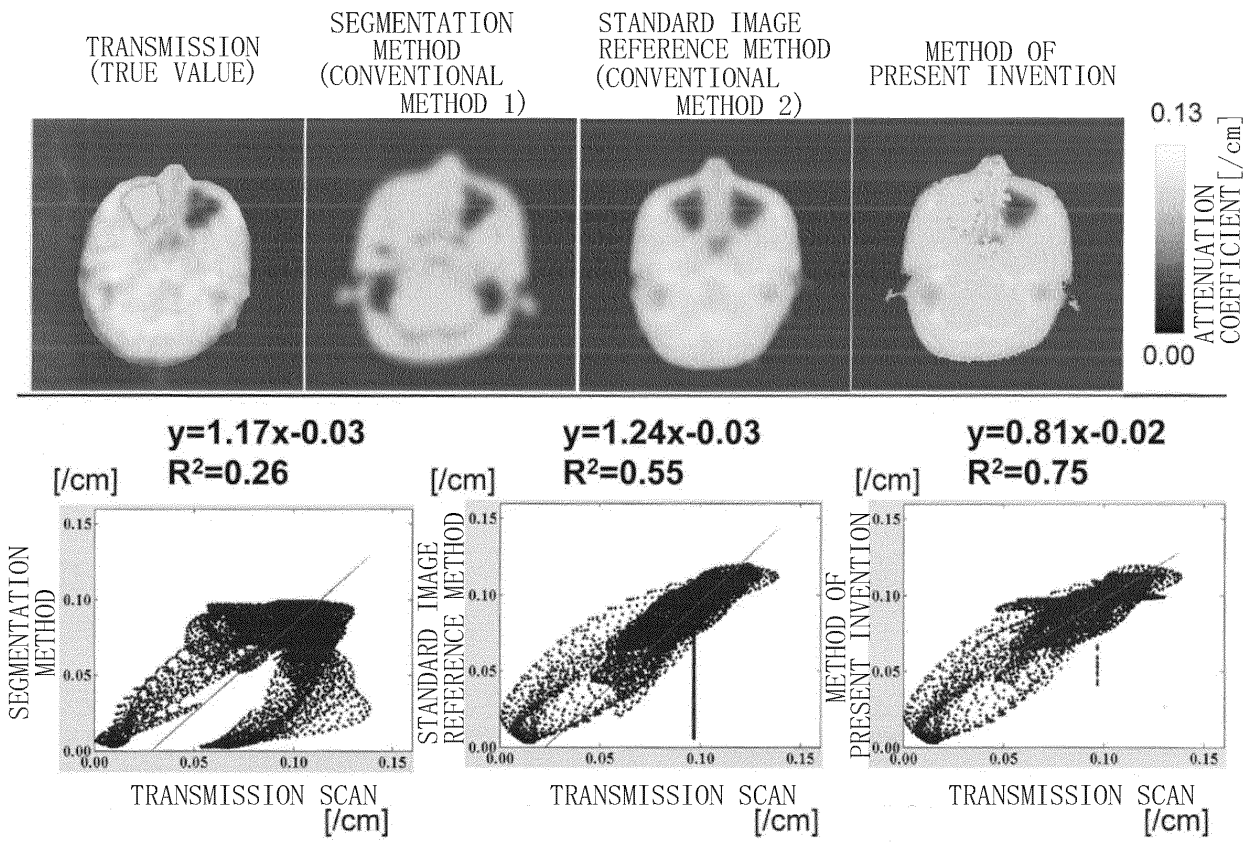 TRANSMISSION
(TRUE VALUE)
SEGMENTATION
METHOD
(CONVENTIONAL
METHOD 1)
STANDARD IMAGE
REFERENCE METHOD
(CONVENTIONAL
METHOD 2)
METHOD OF
PRESENT INVENTION
0.13
ATTENUATION
COEFFICIENT[/cm]
0.00
y=1.17x-0.03
R²=0.26
[/cm]
SEGMENTATION
METHOD
0.15
0.10
0.05
0.00
0.00 0.05 0.10 0.15
TRANSMISSION SCAN
[/cm]
y=1.24x-0.03
R²=0.55
[/cm]
STANDARD IMAGE
REFERENCE METHOD
0.15
0.10
0.05
0.00
0.00 0.05 0.10 0.15
TRANSMISSION SCAN
[/cm]
y=0.81x-0.02
R²=0.75
[/cm]
METHOD OF
PRESENT INVENTION
0.15
0.10
0.05
0.00
0.00 0.05 0.10 0.15
TRANSMISSION SCAN
[/cm]